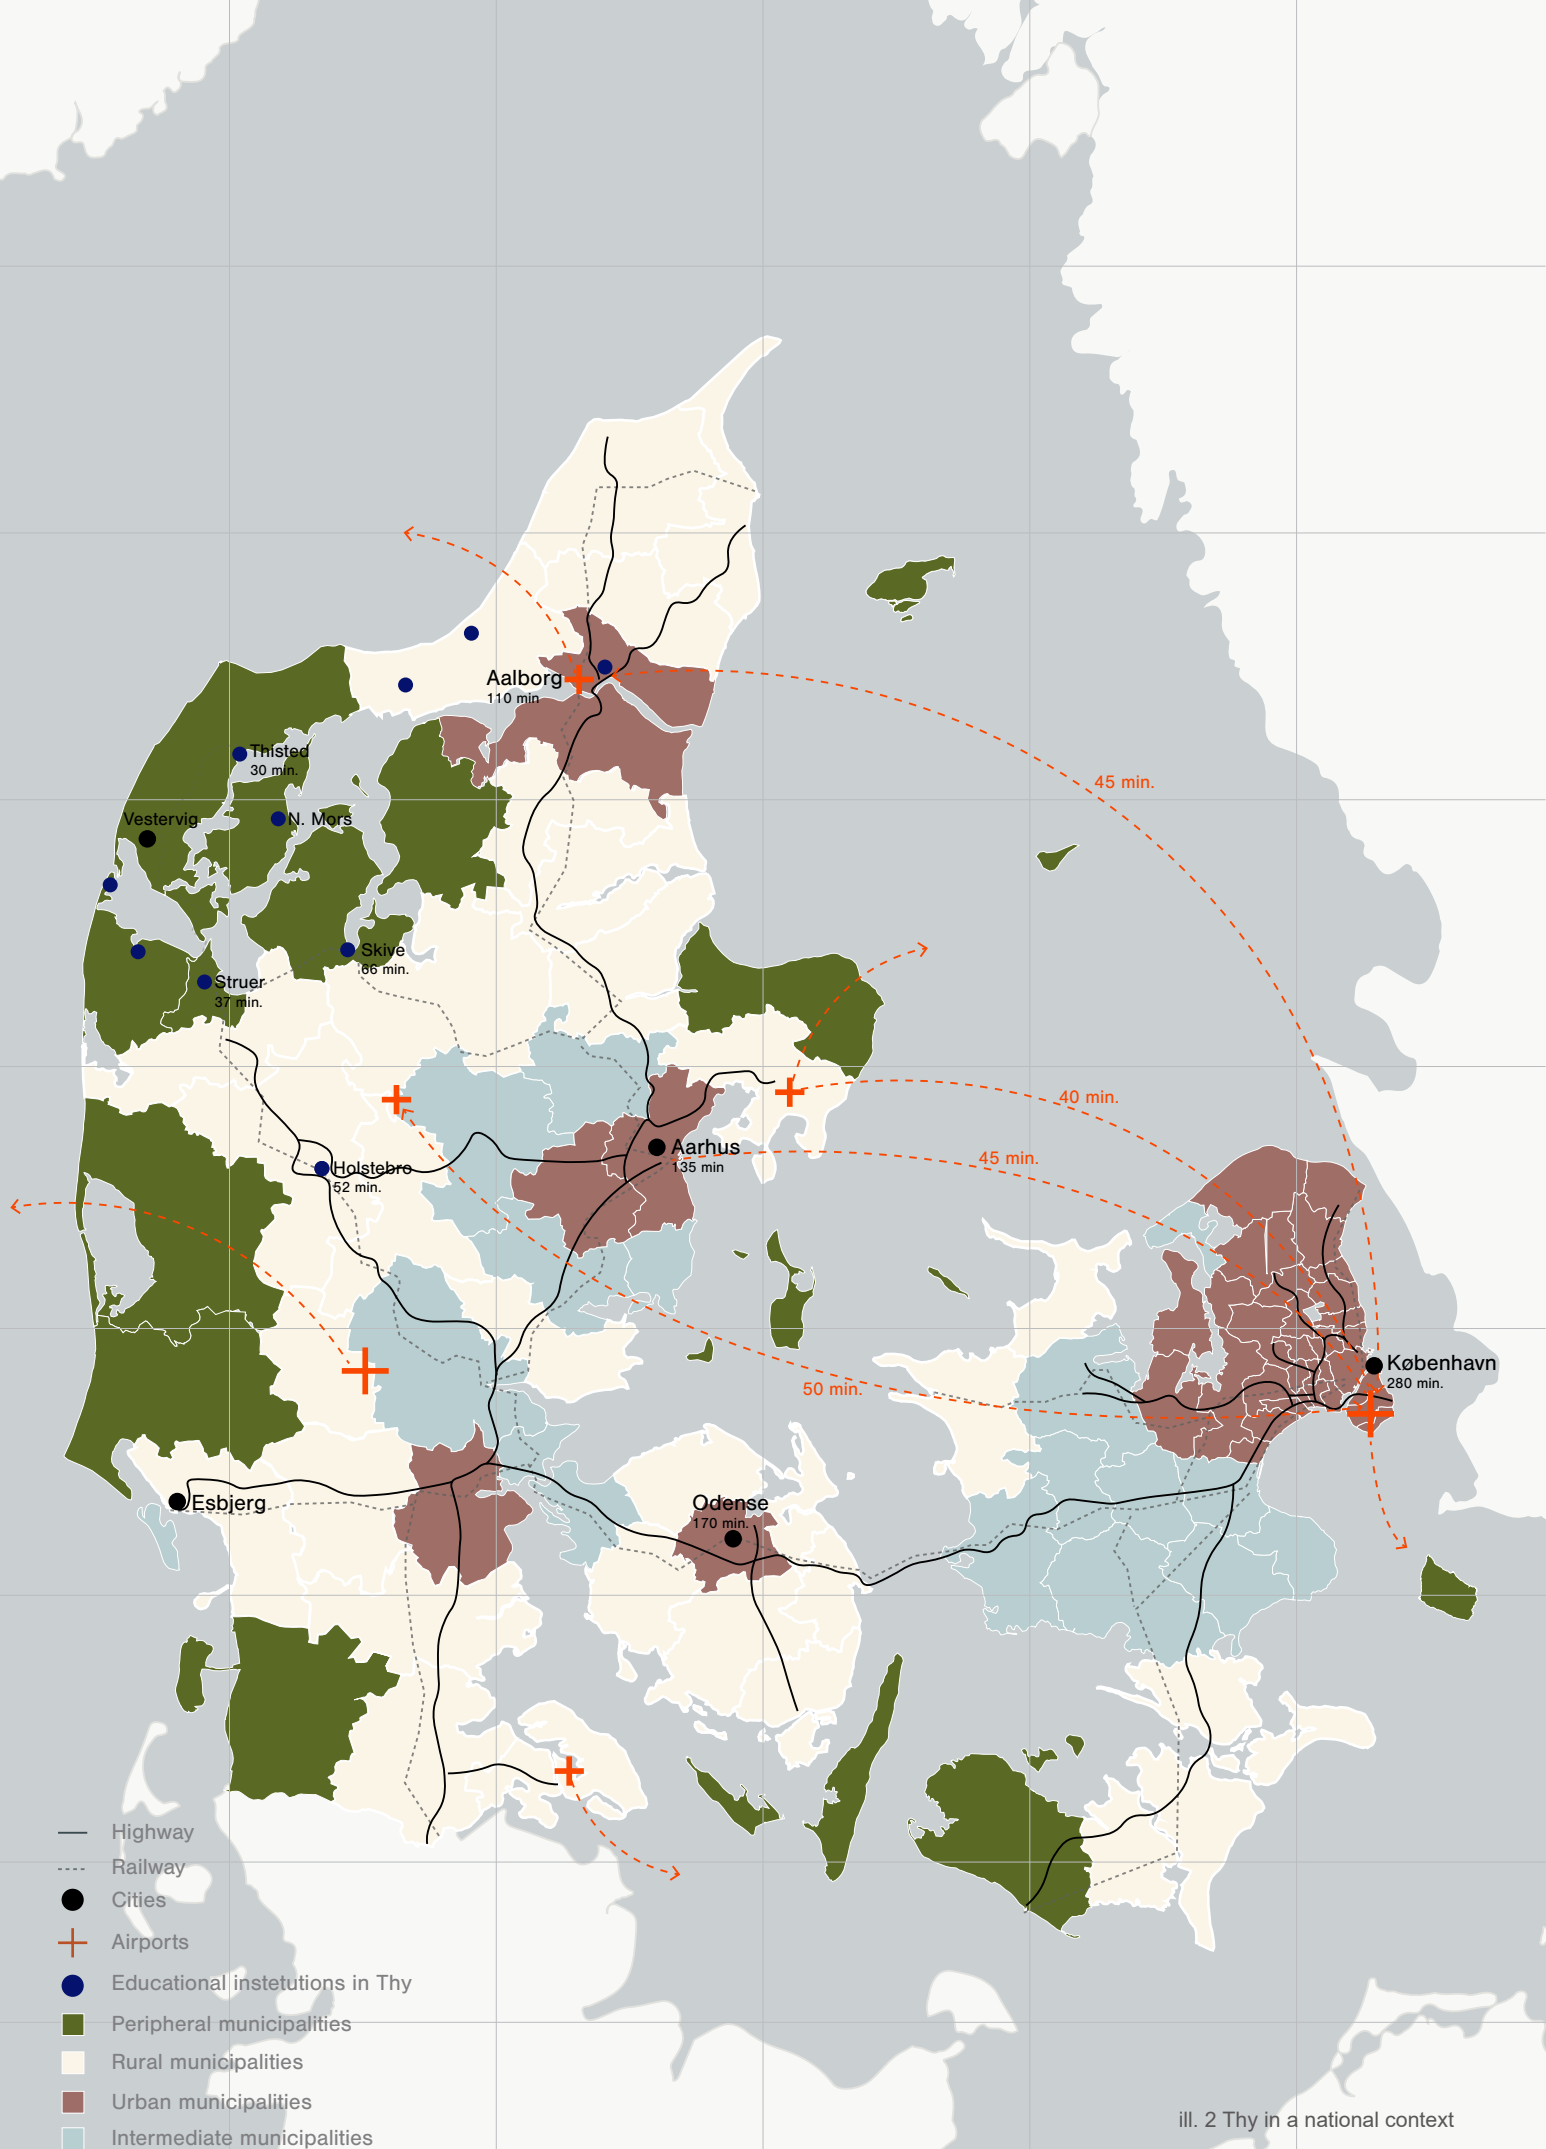 Aalborg
110 min
Thisted
30 min.
45 min.
Vestervig
N. Mors
Skive
66 min.
Struer
37 min.
40 min.
Aarhus
135 min
45 min.
Holstebro
52 min.
København
280 min.
50 min.
Esbjerg
Odense
170 min.
Highway
Railway
Cities
Airports
Educational instetutions in Thy
Peripheral municipalities
Rural municipalities
Urban municipalities
Intermediate municipalities
ill. 2 Thy in a national context